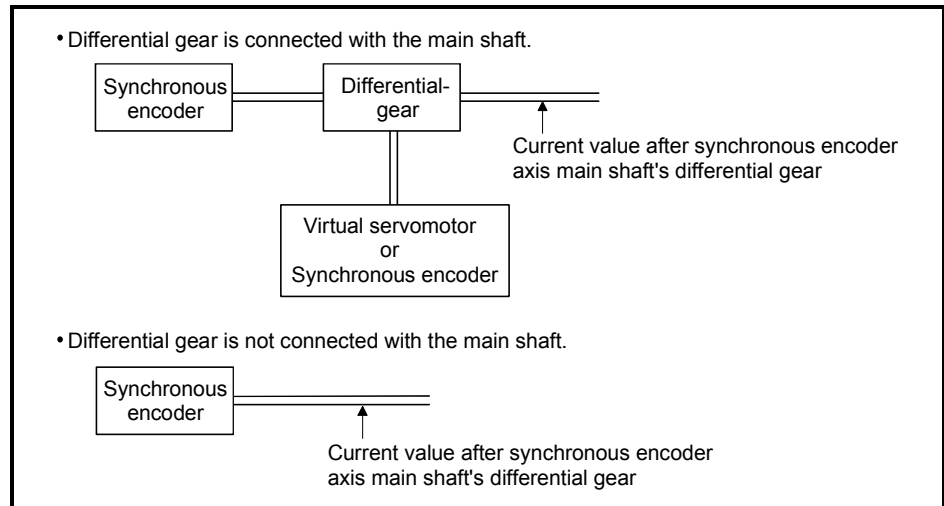 • Differential gear is connected with the main shaft.
Synchronous
encoder
Differential-
gear
Current value after synchronous encoder
axis main shaft's differential gear
Virtual servomotor
or
Synchronous encoder
• Differential gear is not connected with the main shaft.
Synchronous
encoder
Current value after synchronous encoder
axis main shaft's differential gear